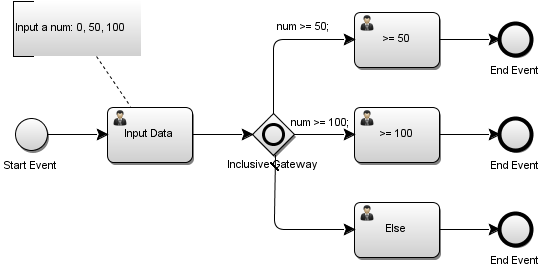 Input a num: 0, 50, 100
num >= 50;
>= 50
End Event
Input Data
num >= 100;
>= 100
Start Event
Inclusive Gateway
End Event
Else
End Event